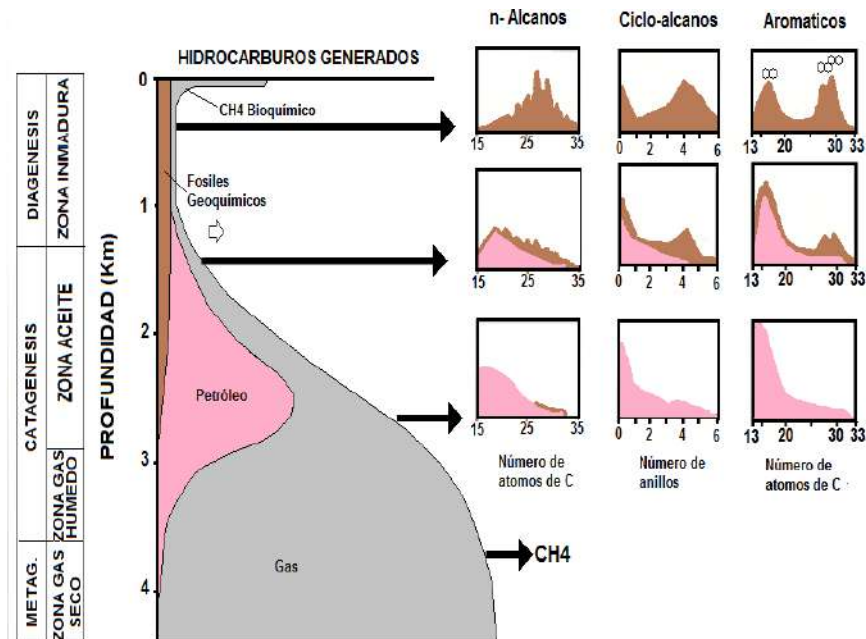 n- Alcanos
Ciclo-alcanos
Aromaticos
HIDROCARBUROS GENERADOS
DIAGENESIS
ZONA INMADURA
CATAGENESIS
ZONA ACEITE
ZONA GAS
HUMEDO
METAG.
ZONA GAS
SECO
PROFUNDIDAD (Km)
0
1
2
3
4
CH4 Bioquímico
Fosiles
Geoquímicos
Petróleo
Gas
15 25 35
0 2 4 6
13 20 30 33
15 25 35
0 2 4 6
13 20 30 33
15 25 35
0 2 4 6
13 20 30 33
Número de
atomos de C
Número de
anillos
Número de
atomos de C
CH4